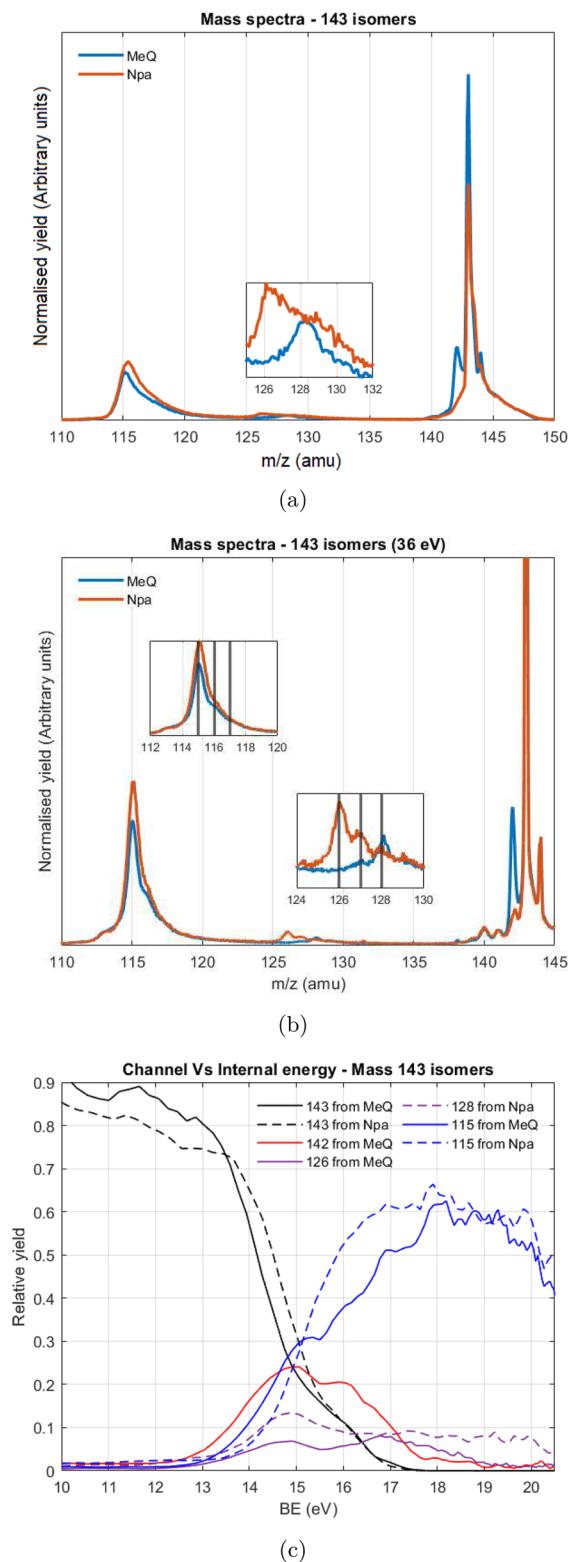 Mass spectra - 143 isomers
Normalised yield (Arbitrary units)
MeQ
Npa
126 128 130 132
110 115 120 125 130 135 140 145 150
m/z (amu)
(a)
Mass spectra - 143 isomers (36 eV)
Normalised yield (Arbitrary units)
MeQ
Npa
112 114 116 118 120
124 126 128 130
110 115 120 125 130 135 140 145
m/z (amu)
(b)
Channel Vs Internal energy - Mass 143 isomers
Relative yield
0.9
0.8
0.7
0.6
0.5
0.4
0.3
0.2
0.1
0
143 from MeQ 128 from Npa
143 from Npa 115 from MeQ
142 from MeQ 115 from Npa
126 from MeQ
10 11 12 13 14 15 16 17 18 19 20
BE (eV)
(c)